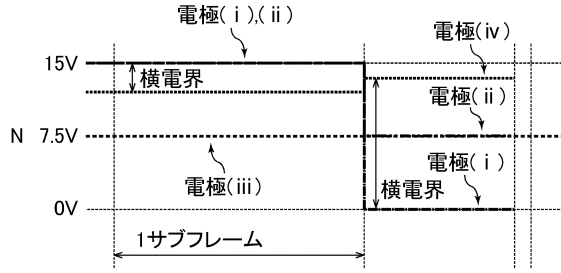 電極(ⅰ),(ⅱ)
電極(ⅳ)
15V
横電界
電極(ⅱ)
N 7.5V
電極(ⅰ)
電極(ⅲ)
横電界
0V
1サブフレーム